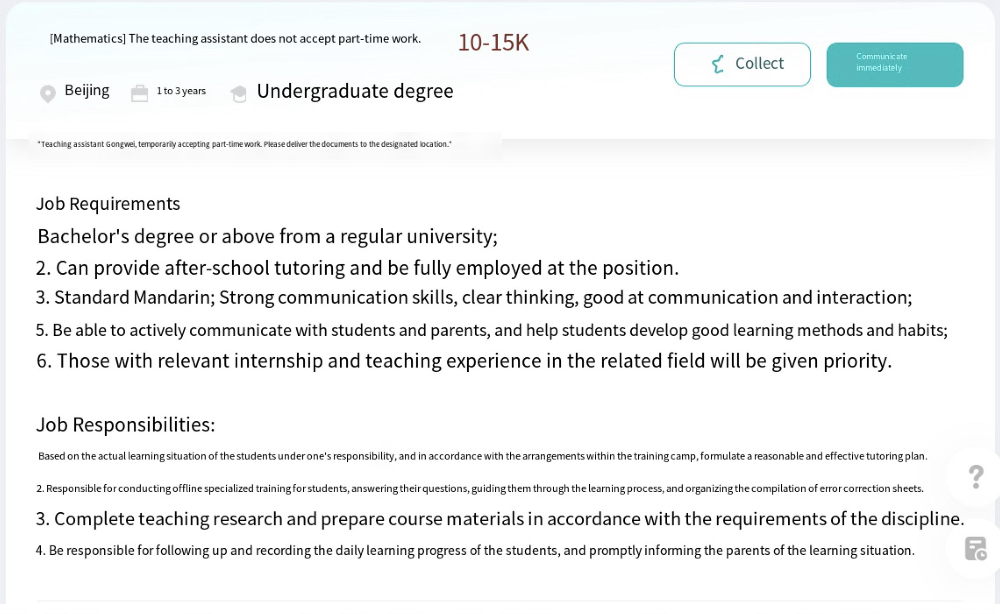 [Mathematics] The teaching assistant does not accept part-time work. 10-15K
Collect
Communicate
immediately
Beijing 1 to 3 years Undergraduate degree
"Teaching assistant Gongwei, temporarily accepting part-time work. Please deliver the documents to the designated location."
Job Requirements
Bachelor's degree or above from a regular university;
2. Can provide after-school tutoring and be fully employed at the position.
3. Standard Mandarin; Strong communication skills, clear thinking, good at communication and interaction;
5. Be able to actively communicate with students and parents, and help students develop good learning methods and habits;
6. Those with relevant internship and teaching experience in the related field will be given priority.
Job Responsibilities:
Based on the actual learning situation of the students under one's responsibility, and in accordance with the arrangements within the training camp, formulate a reasonable and effective tutoring plan.
2. Responsible for conducting offline specialized training for students, answering their questions, guiding them through the learning process, and organizing the compilation of error correction sheets.
3. Complete teaching research and prepare course materials in accordance with the requirements of the discipline.
4. Be responsible for following up and recording the daily learning progress of the students, and promptly informing the parents of the learning situation.